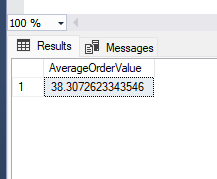 100 %
Results Messages
AverageOrderValue
1 38.3072623343546